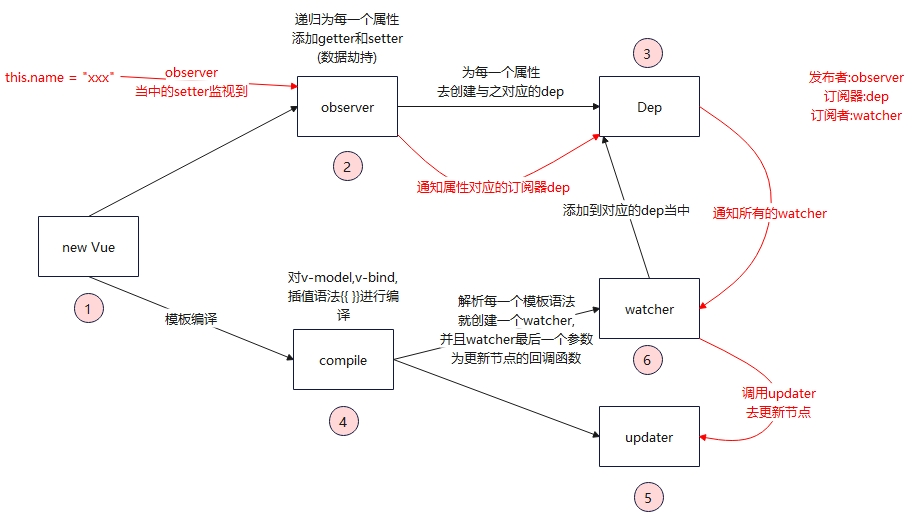 递归为每一个属性
添加getter和setter
(数据劫持)
3
this.name = "xxx"
observer
当中的setter监视到
为每一个属性
去创建与之对应的dep
发布者:observer
订阅器:dep
订阅者:watcher
observer
Dep
2
通知属性对应的订阅器dep
添加到对应的dep当中
通知所有的watcher
new Vue
1
模板编译
对v-model,v-bind,
插值语法({{ }}进行编
译
解析每一个模板语法
就创建一个watcher,
并且watcher最后一个参数
为更新节点的回调函数
watcher
compile
6
4
调用updater
去更新节点
updater
5